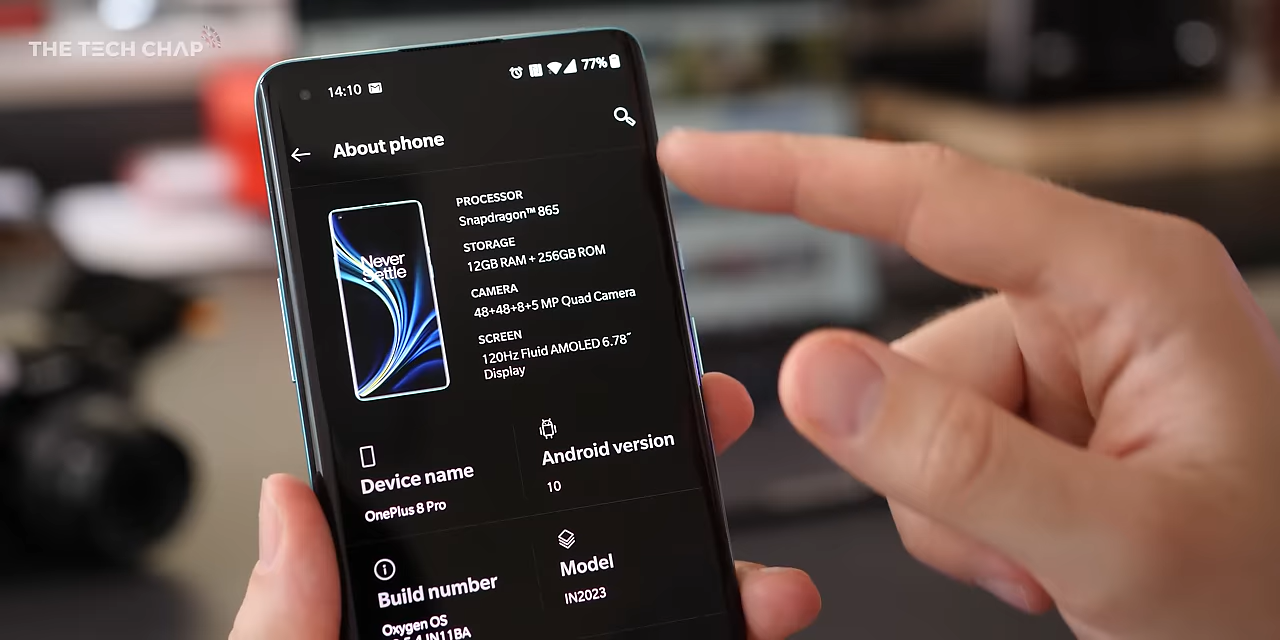 THE TECH CHAP
14:10
77%
About phone
Never
Settle
PROCESSOR
Snapdragon™ 865
STORAGE
12GB RAM + 256GB ROM
CAMERA
48+48+8+5 MP Quad Camera
SCREEN
120Hz Fluid AMOLED 6.78˝
Display
Device name
OnePlus 8 Pro
Android version
10
Build number
Oxygen OS
Model
IN2023